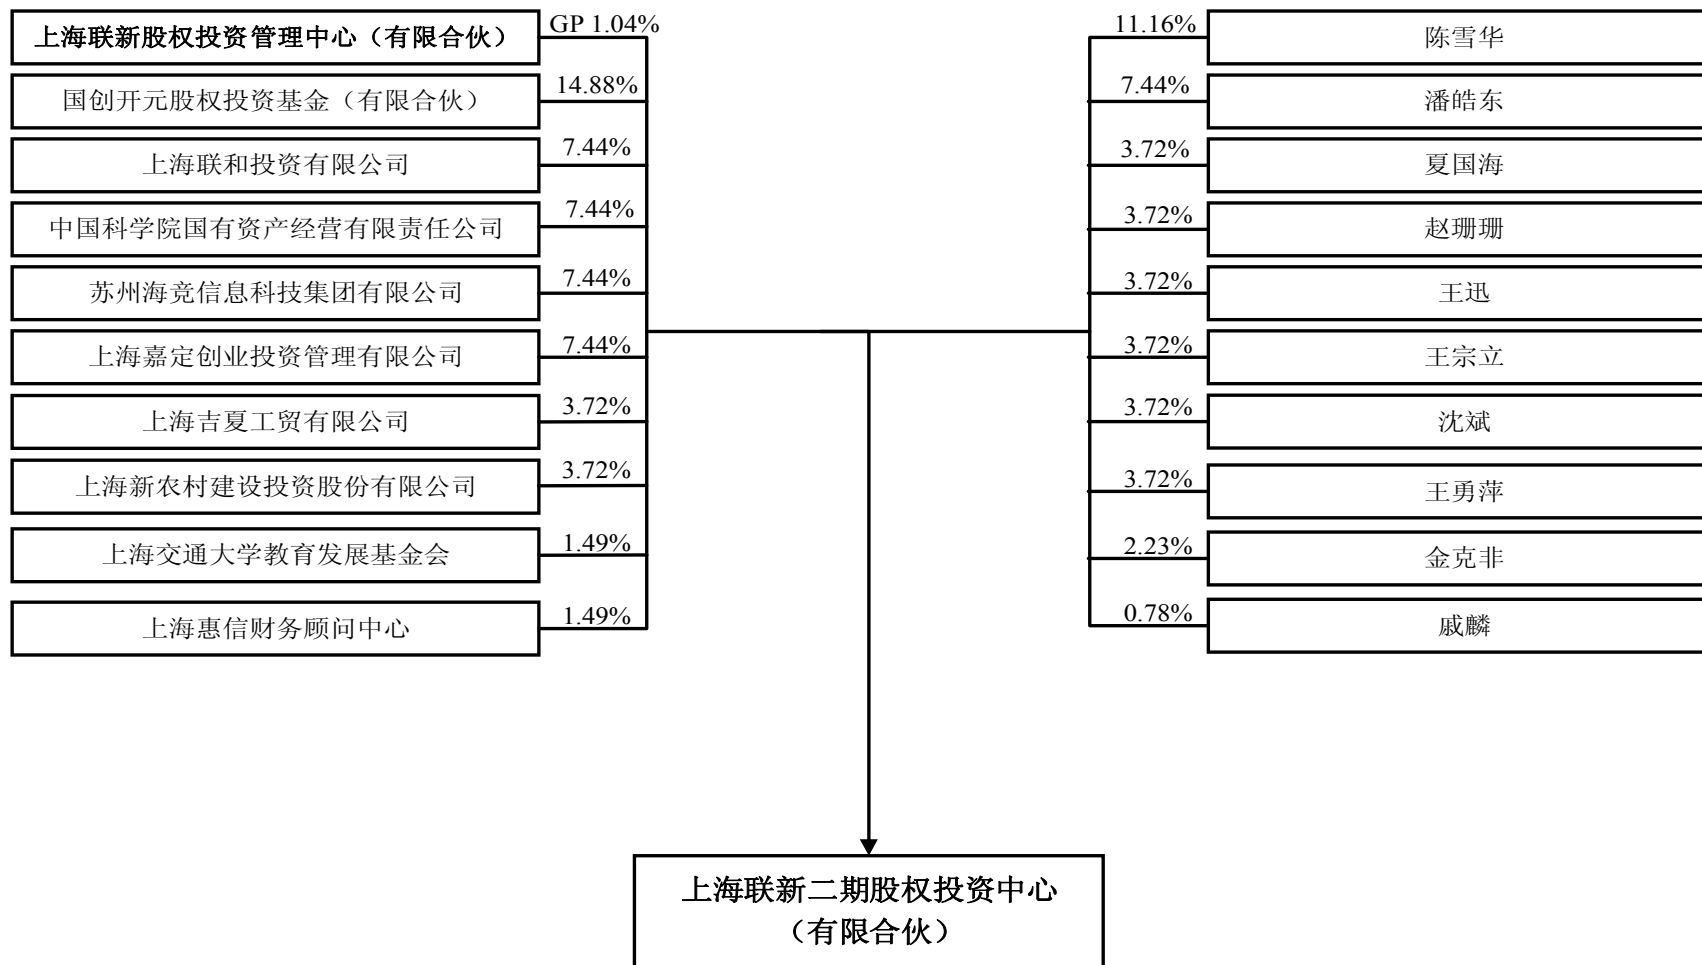 上海联新股权投资管理中心（有限合伙）
GP 1.04%
国创开元股权投资基金（有限合伙）
14.88%
上海联和投资有限公司
7.44%
中国科学院国有资产经营有限责任公司
7.44%
苏州海竞信息科技集团有限公司
7.44%
上海嘉定创业投资管理有限公司
7.44%
上海吉夏工贸有限公司
3.72%
上海新农村建设投资股份有限公司
3.72%
上海交通大学教育发展基金会
1.49%
上海惠信财务顾问中心
1.49%
11.16%
陈雪华
7.44%
潘皓东
3.72%
夏国海
3.72%
赵珊珊
3.72%
王迅
3.72%
王宗立
3.72%
沈斌
3.72%
王勇萍
2.23%
金克非
0.78%
戚麟
上海联新二期股权投资中心
（有限合伙）